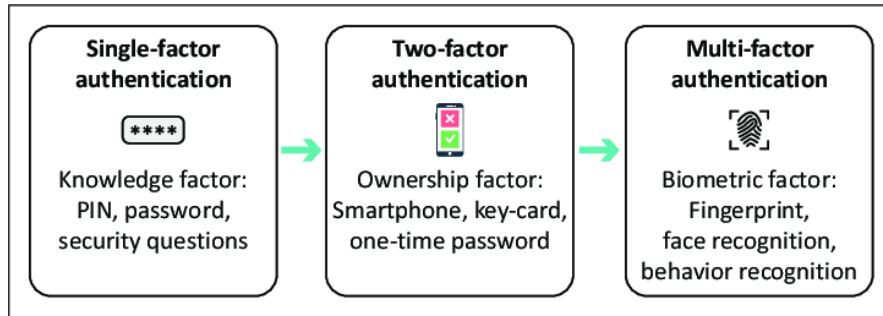 Single-factor
authentication
****
Knowledge factor:
PIN, password,
security questions
Two-factor
authentication
Ownership factor:
Smartphone, key-card,
one-time password
Multi-factor
authentication
Biometric factor:
Fingerprint,
face recognition,
behavior recognition